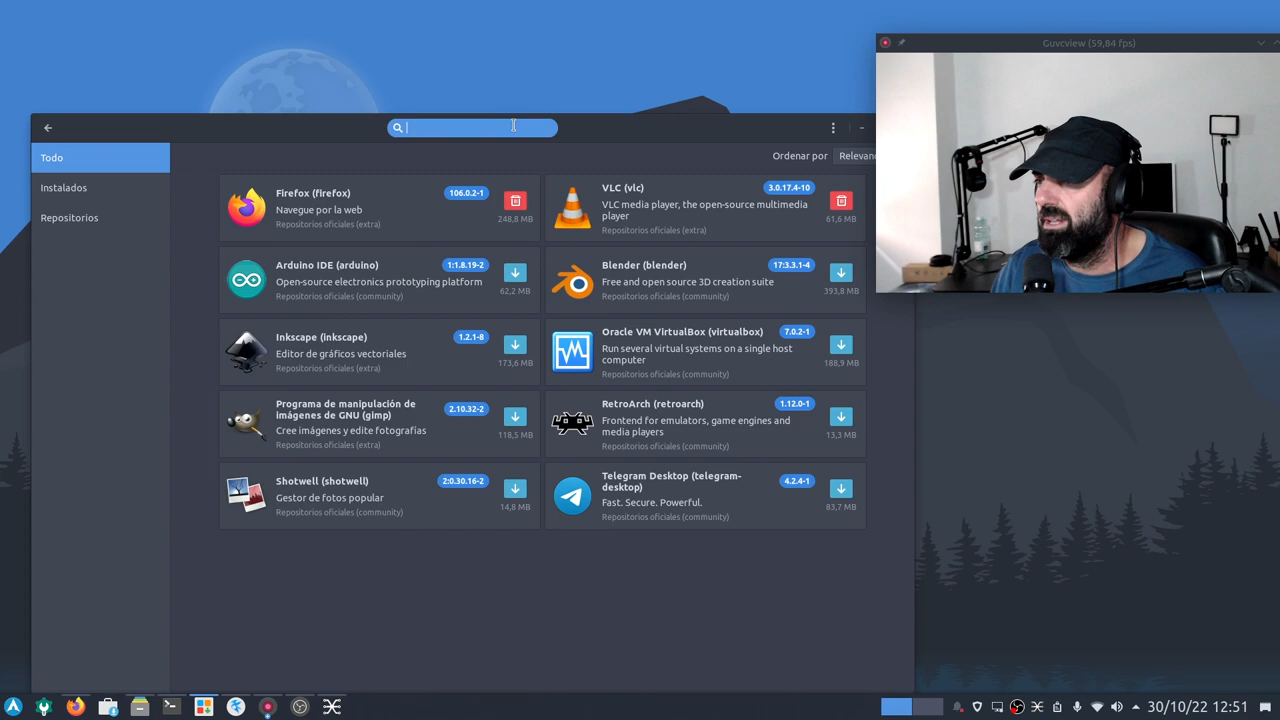 Guvcview (59,84 fps)
Todo
Instalados
Repositorios
Ordenar por
Firefox (firefox)
106.0.2-1
Navegue por la web
Repositorios oficiales (extra)
248,8 MB
VLC (vlc)
3.0.17.4-10
VLC media player, the open-source multimedia
player
Repositorios oficiales (extra)
61,6 MB
Arduino IDE (arduino)
1:1.8.19-2
Open-source electronics prototyping platform
Repositorios oficiales (community)
62,2 MB
Blender (blender)
17:3.3.1-4
Free and open source 3D creation suite
Repositorios oficiales (community)
393,8 MB
Inkscape (inkscape)
1.2.1-8
Editor de gráficos vectoriales
Repositorios oficiales (extra)
173,6 MB
Oracle VM VirtualBox (virtualbox)
7.0.2-1
Run several virtual systems on a single host
computer
Repositorios oficiales (community)
188,9 MB
Programa de manipulación de
imágenes de GNU (gimp)
2.10.32-2
Cree imágenes y edite fotografías
Repositorios oficiales (extra)
118,5 MB
RetroArch (retroarch)
1.12.0-1
Frontend for emulators, game engines and
media players
Repositorios oficiales (community)
13,3 MB
Shotwell (shotwell)
2:0.30.16-2
Gestor de fotos popular
Repositorios oficiales (community)
14,8 MB
Telegram Desktop (telegram-
desktop)
4.2.4-1
Fast. Secure. Powerful.
Repositorios oficiales (community)
83,7 MB
30/10/22 12:51